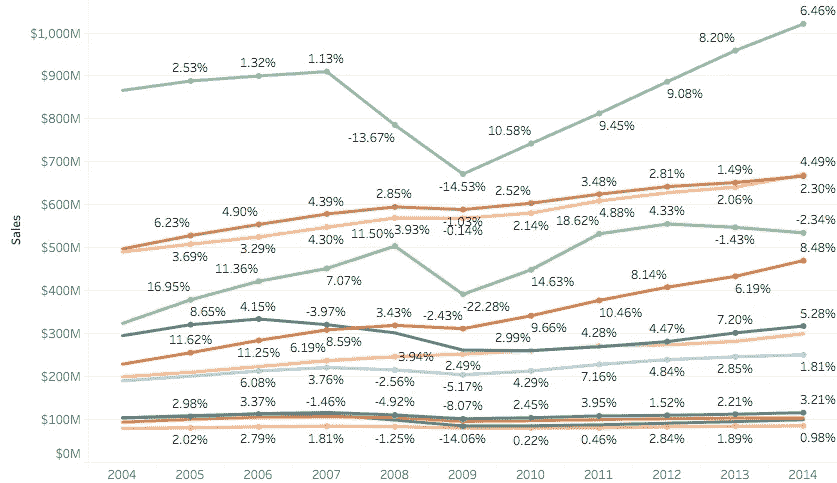 6.46%
$1,000M
8.20%
2.53% 1.32% 1.13%
$900M
9.08%
$800M
10.58% 9.45%
-13.67%
$700M
-14.53%
4.49%
2.85% 2.52% 3.48% 2.81% 1.49%
4.39%
2.30%
$600M
6.23% 4.90%
2.06%
-1.03%
-0.14%
3.69% 3.29% 4.30% 11.50% 3.93% 2.14% 18.62% 4.88% 4.33% -1.43% -2.34%
$500M
8.48%
16.95% 11.36% 7.07% 14.63% 8.14% 6.19%
$400M
8.65% 4.15% -3.97% 3.43% -2.43% -22.28% 10.46% 7.20% 5.28%
9.66%
$300M
11.62% 11.25% 6.19% 8.59% 3.94% 2.49% 2.99% 4.28% 4.47%
$200M
6.08% 3.76% -2.56% -5.17% 4.29% 7.16% 4.84% 2.85% 1.81%
2.98% 3.37% -1.46% -4.92% -8.07% 2.45% 3.95% 1.52% 2.21% 3.21%
$100M
2.02% 2.79% 1.81% -1.25% -14.06% 0.22% 0.46% 2.84% 1.89% 0.98%
$0M
Sales
2004 2005 2006 2007 2008 2009 2010 2011 2012 2013 2014